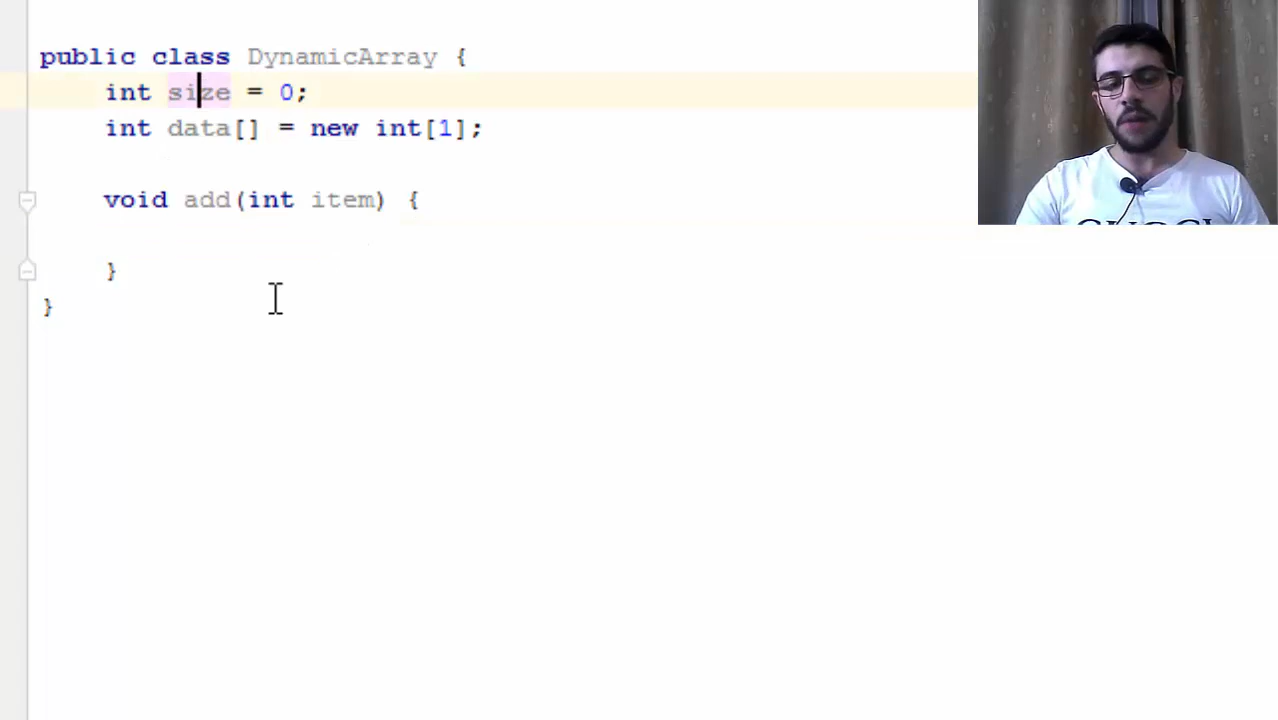 public class DynamicArray {
int size = 0;
int data[] = new int[1];
void add(int item) {
}
}